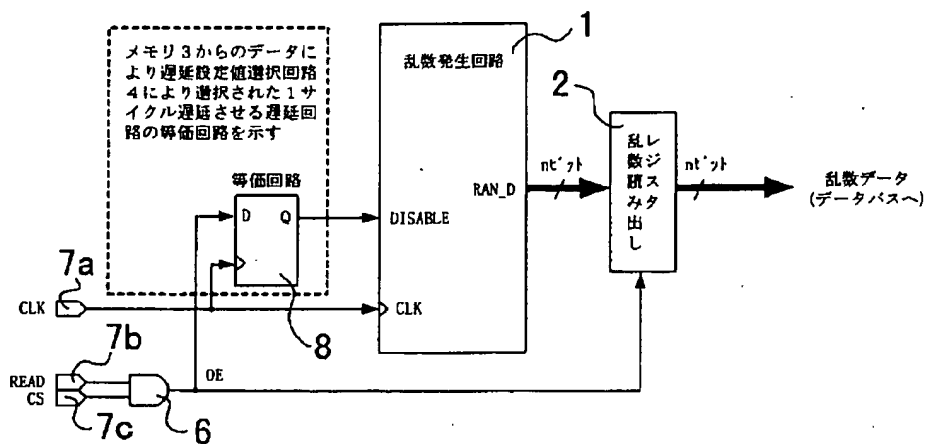 メモリ3からのデータに
より遅延設定値選択回路
4により選択された1サ
イクル遅延させる遅延回
路の等価回路を示す
等価回路
D Q
8
乱数発生回路
1
DISABLE
RAN_D
CLK
nビット
2
乱数読み出し
レジスタ
nビット
乱数データ
(データバスへ)
7a
CLK
7b
READ
CS
7c
OE
6